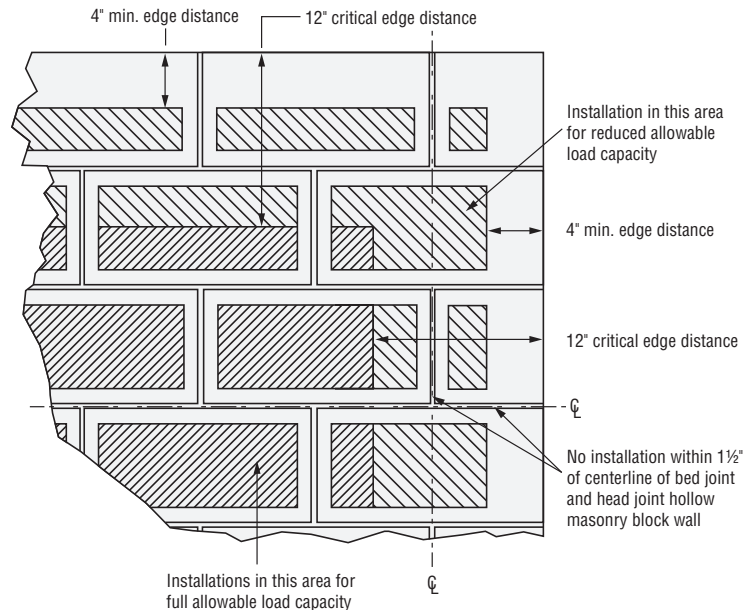 4" min. edge distance
12" critical edge distance
Installation in this area
for reduced allowable
load capacity
4" min. edge distance
12" critical edge distance
℄
No installation within 1½"
of centerline of bed joint
and head joint hollow
masonry block wall
Installations in this area for
full allowable load capacity
℄